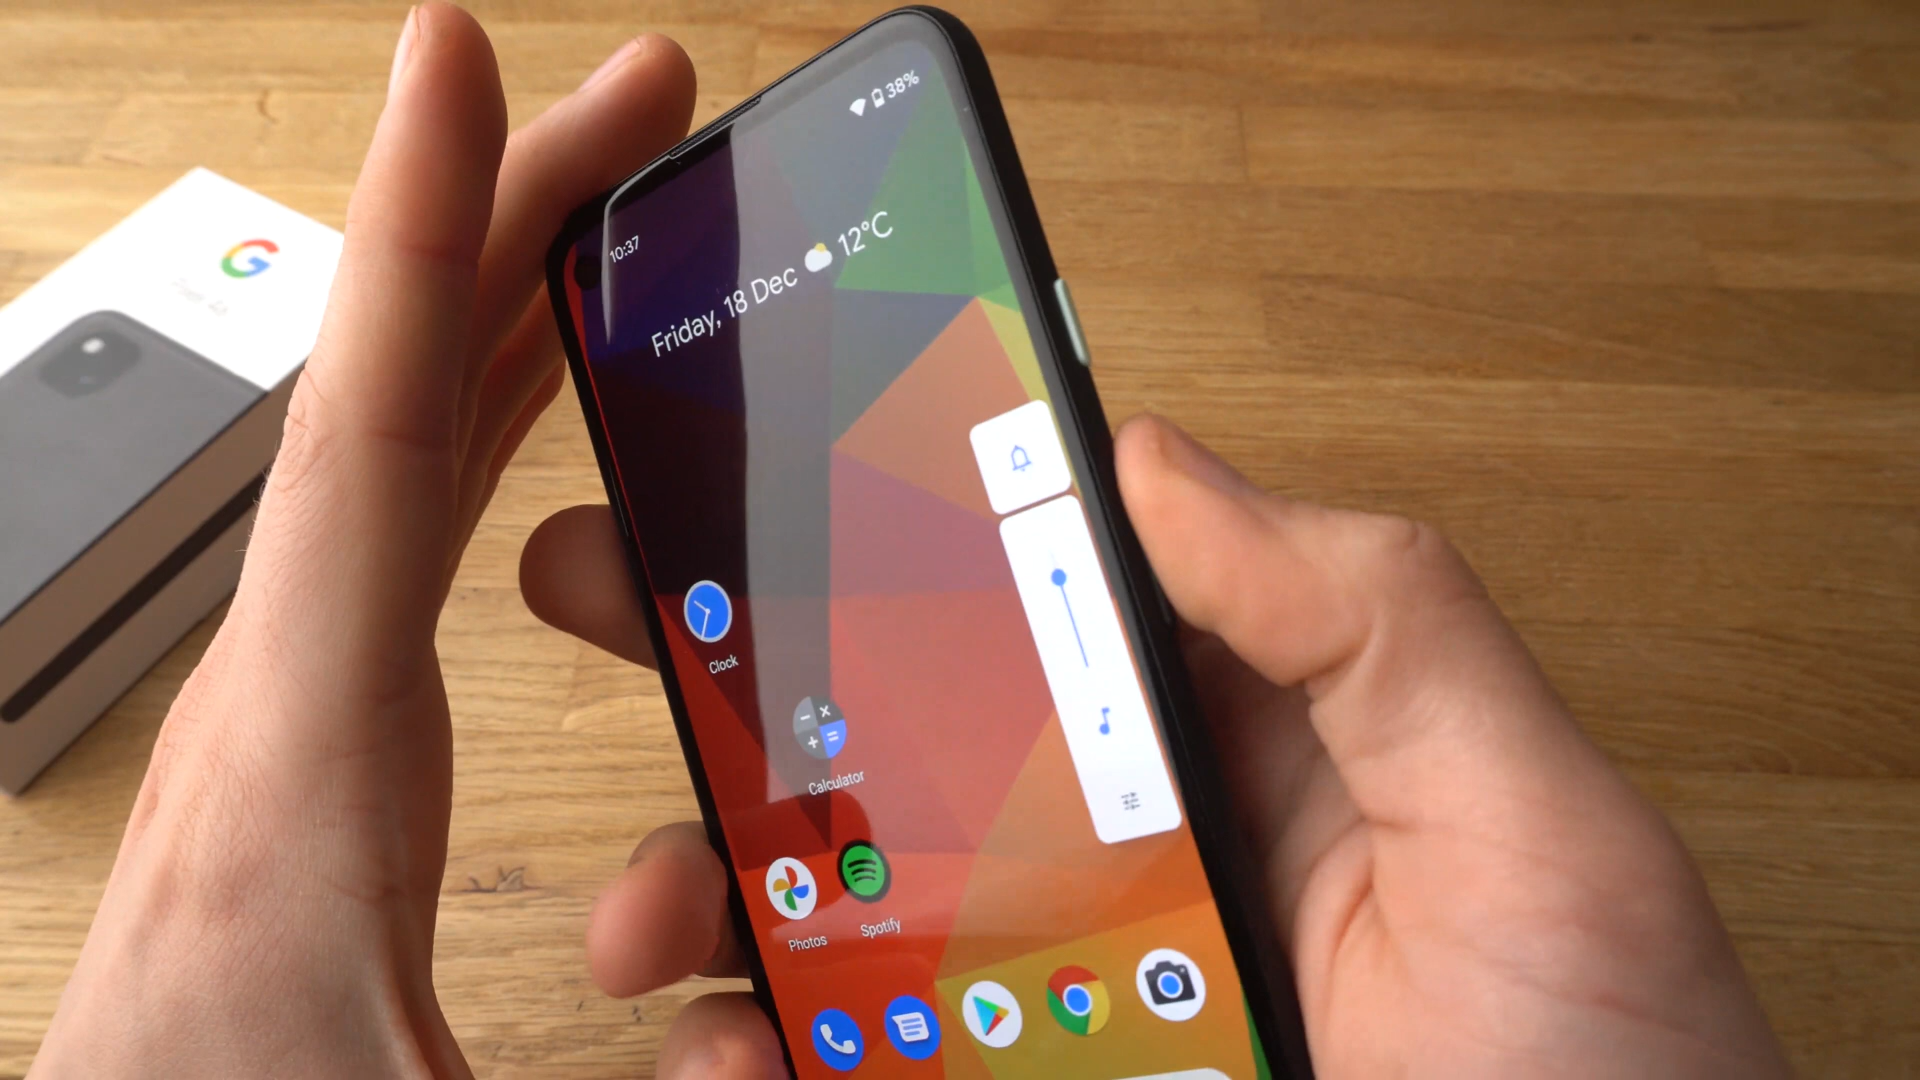 38%
10:37
Friday, 18 Dec 12°C
Clock
Calculator
Photos
Spotify
G